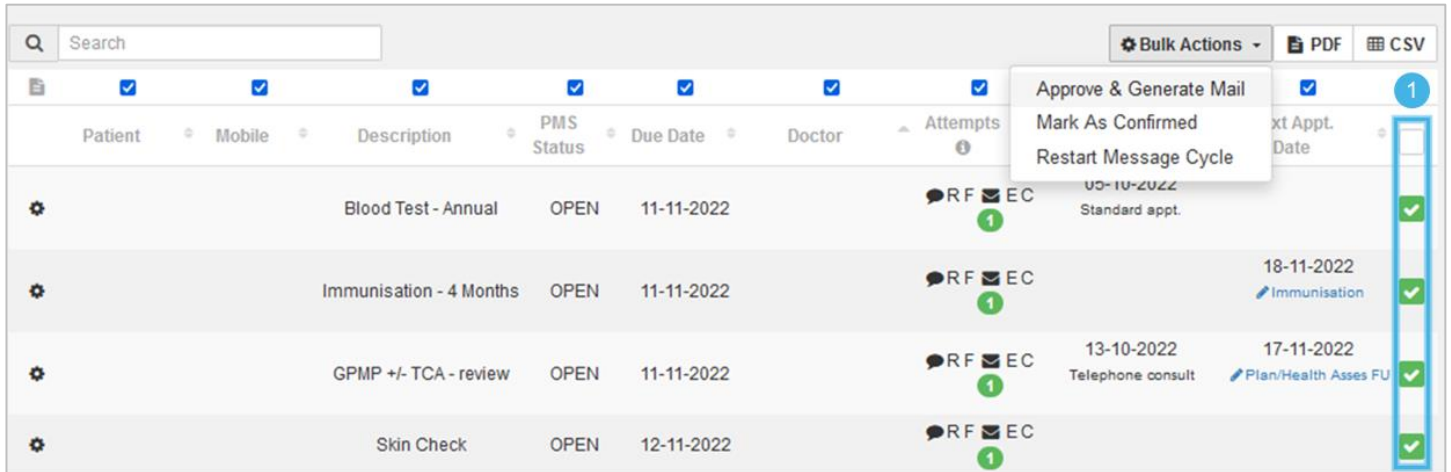 Search
Bulk Actions PDF CSV
Approve & Generate Mail
Mark As Confirmed
Restart Message Cycle
1
Patient Mobile Description PMS Status Due Date Doctor Attempts xt Appt. Date
Blood Test - Annual OPEN 11-11-2022 R F E C 1 05-10-2022 Standard appt.
Immunisation - 4 Months OPEN 11-11-2022 R F E C 1 18-11-2022 Immunisation
GPMP +/- TCA - review OPEN 11-11-2022 R F E C 1 13-10-2022 Telephone consult 17-11-2022 Plan/Health Asses FU
Skin Check OPEN 12-11-2022 R F E C 1